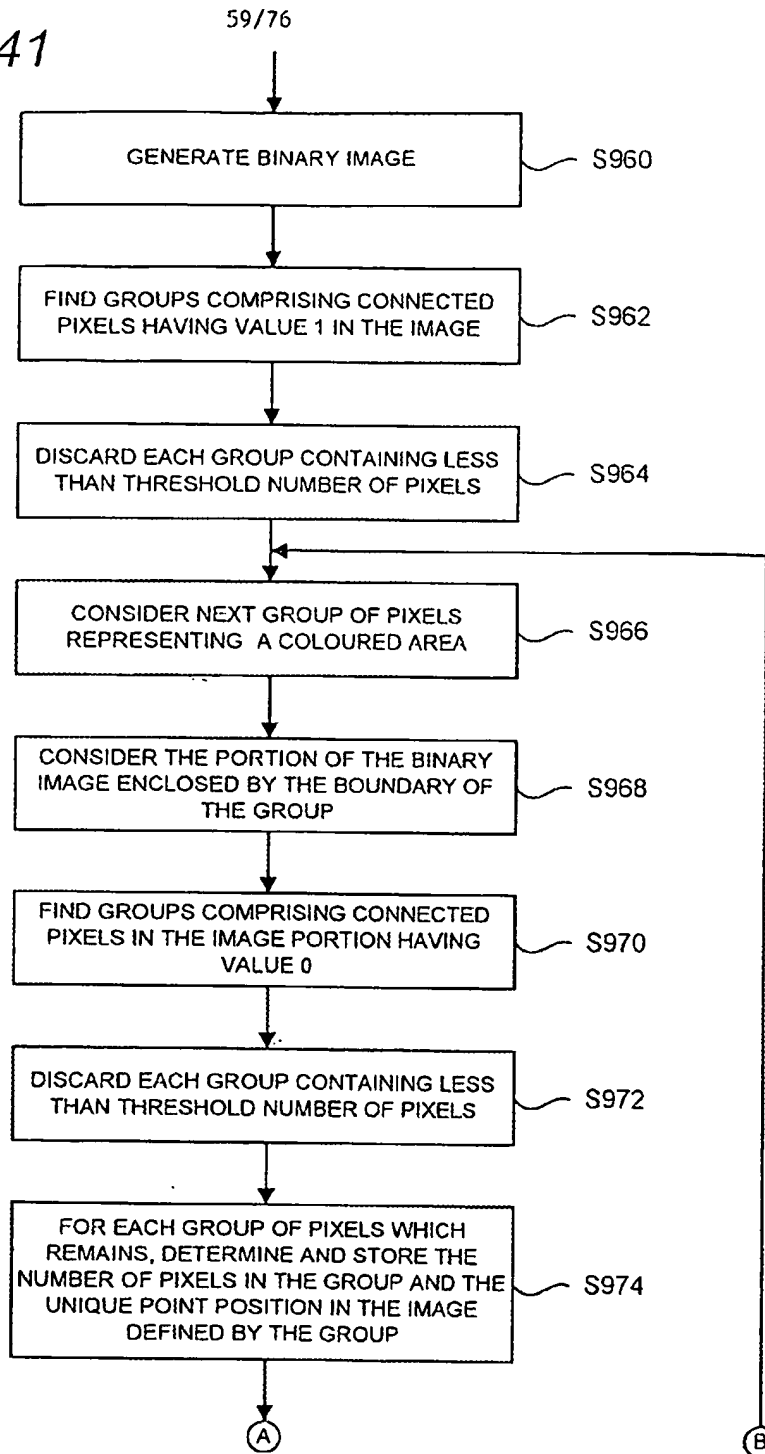 59/76
41
GENERATE BINARY IMAGE
S960
FIND GROUPS COMPRISING CONNECTED
PIXELS HAVING VALUE 1 IN THE IMAGE
S962
DISCARD EACH GROUP CONTAINING LESS
THAN THRESHOLD NUMBER OF PIXELS
S964
CONSIDER NEXT GROUP OF PIXELS
REPRESENTING A COLOURED AREA
S966
CONSIDER THE PORTION OF THE BINARY
IMAGE ENCLOSED BY THE BOUNDARY OF
THE GROUP
S968
FIND GROUPS COMPRISING CONNECTED
PIXELS IN THE IMAGE PORTION HAVING
VALUE 0
S970
DISCARD EACH GROUP CONTAINING LESS
THAN THRESHOLD NUMBER OF PIXELS
S972
FOR EACH GROUP OF PIXELS WHICH
REMAINS, DETERMINE AND STORE THE
NUMBER OF PIXELS IN THE GROUP AND THE
UNIQUE POINT POSITION IN THE IMAGE
DEFINED BY THE GROUP
S974
A
B